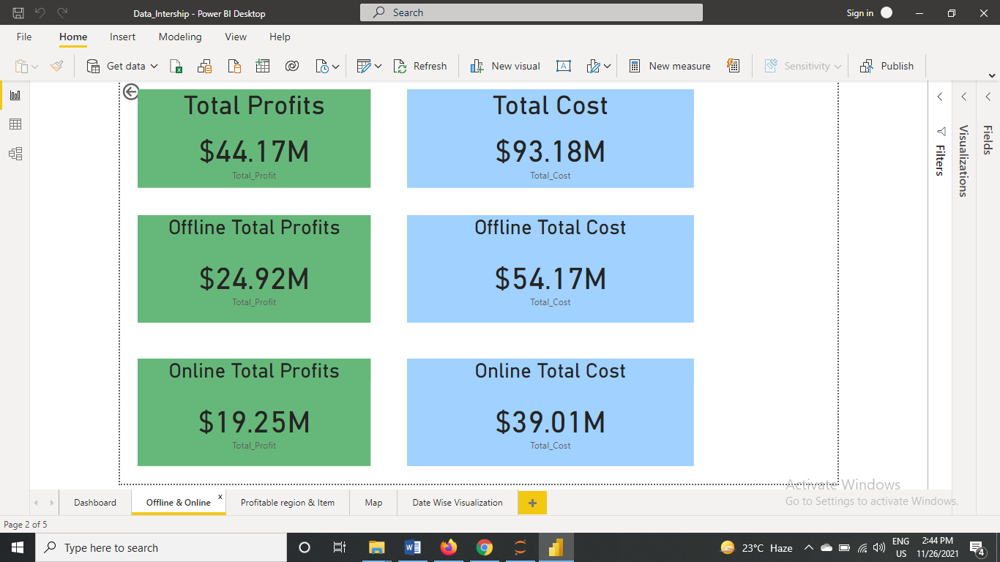 Data_Intership - Power BI Desktop
Search
Sign in
File Home Insert Modeling View Help
Get data Refresh New visual New measure Sensitivity Publish
Total Profits
$44.17M
Total_Profit
Total Cost
$93.18M
Total_Cost
Offline Total Profits
$24.92M
Total_Profit
Offline Total Cost
$54.17M
Total_Cost
Online Total Profits
$19.25M
Total_Profit
Online Total Cost
$39.01M
Total_Cost
Filters
Visualizations
Fields
Activate Windows
Go to Settings to activate Windows.
Dashboard Offline & Online x Profitable region & Item Map Date Wise Visualization +
Page 2 of 5
Type here to search
23°C Haze
ENG
US
2:44 PM
11/26/2021
4